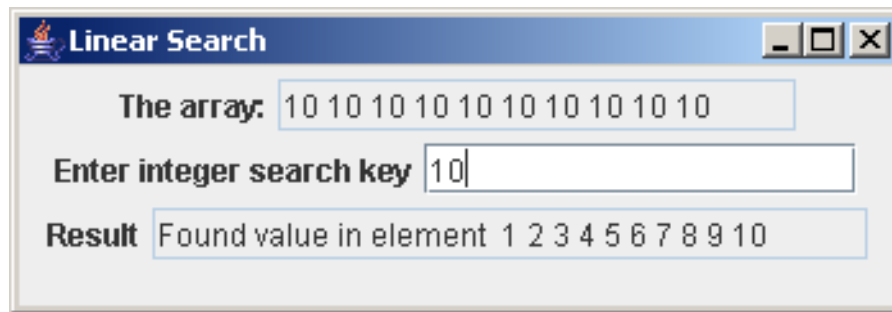 Linear Search
The array: 10 10 10 10 10 10 10 10 10 10
Enter integer search key 10
Result Found value in element 1 2 3 4 5 6 7 8 9 10